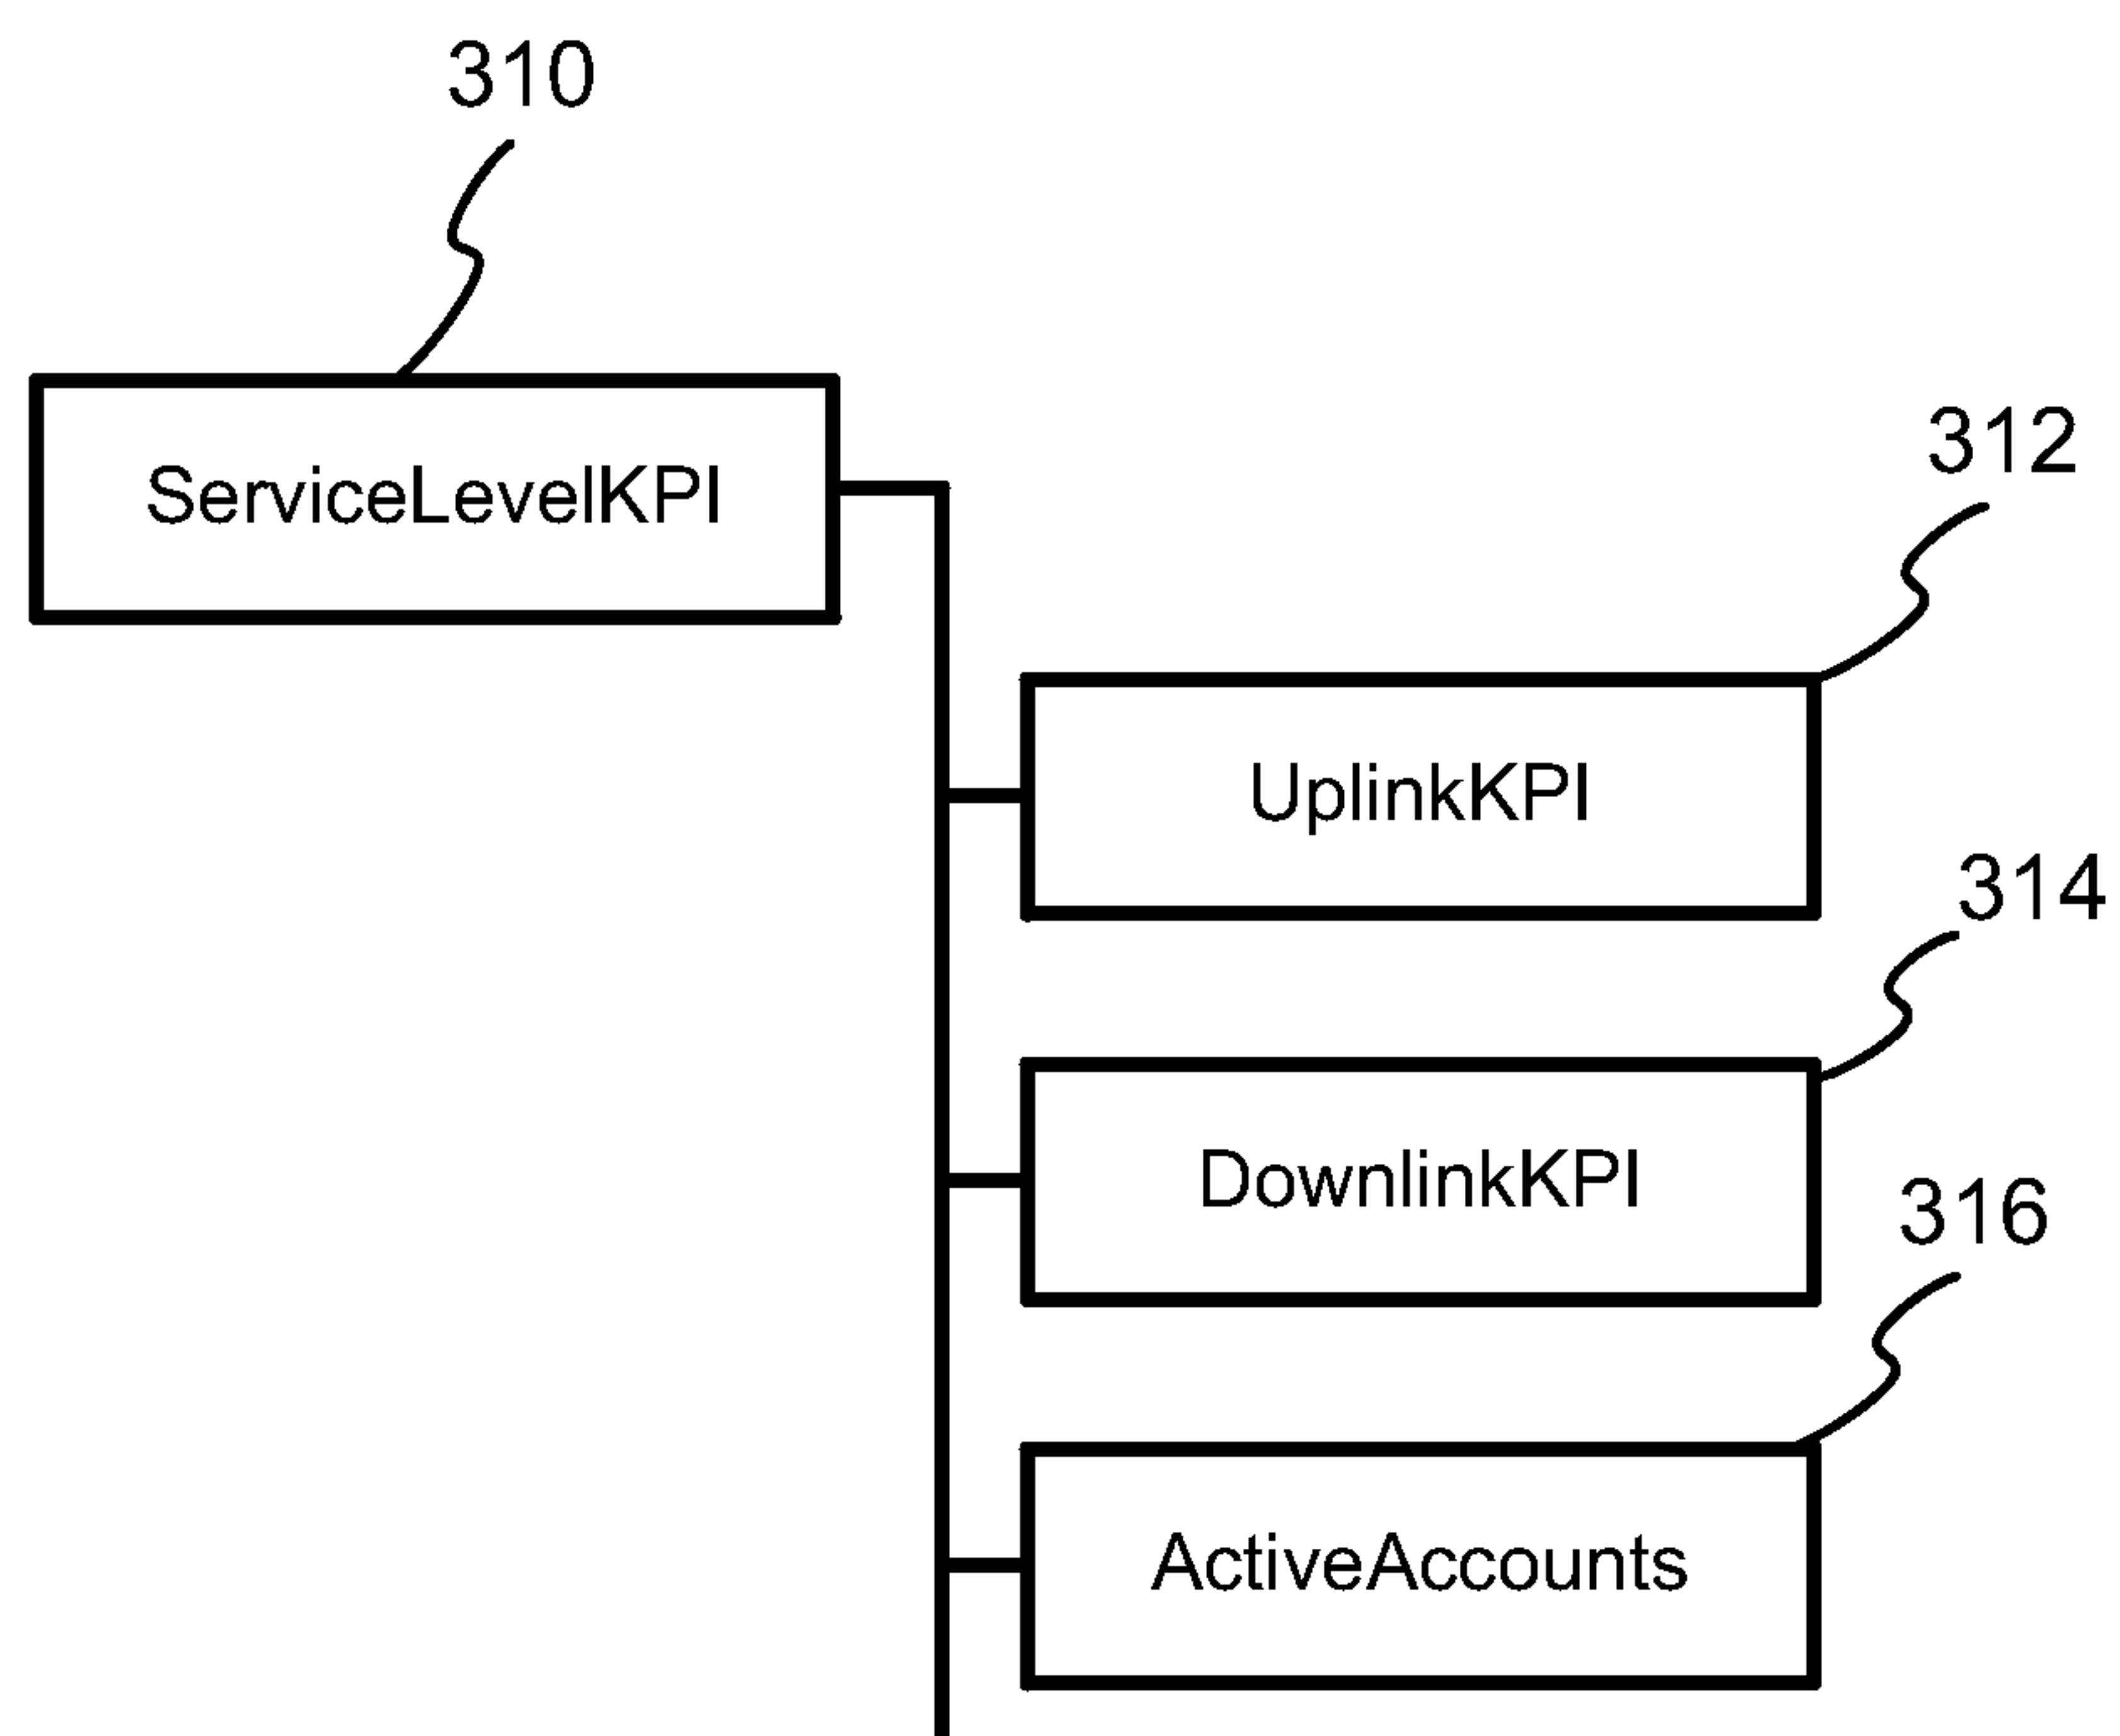 310
ServiceLevelKPI
312
UplinkKPI
314
DownlinkKPI
316
ActiveAccounts